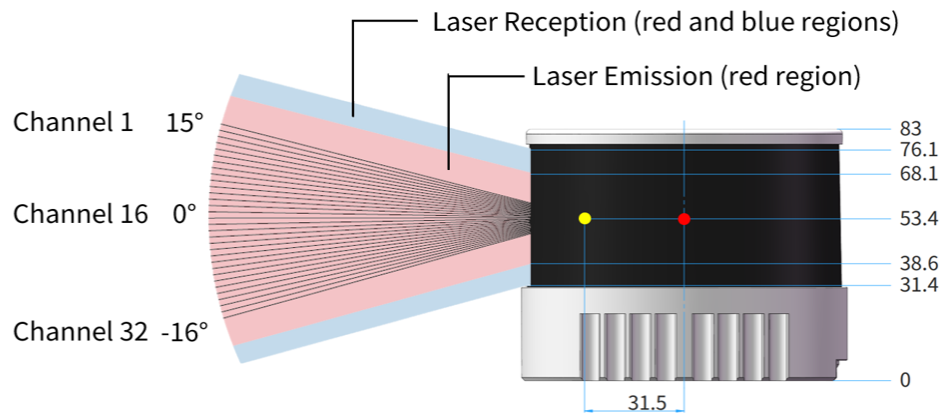 Laser Reception (red and blue regions)
Laser Emission (red region)
Channel 1 15°
Channel 16 0°
Channel 32 -16°
83
76.1
68.1
53.4
38.6
31.4
0
31.5